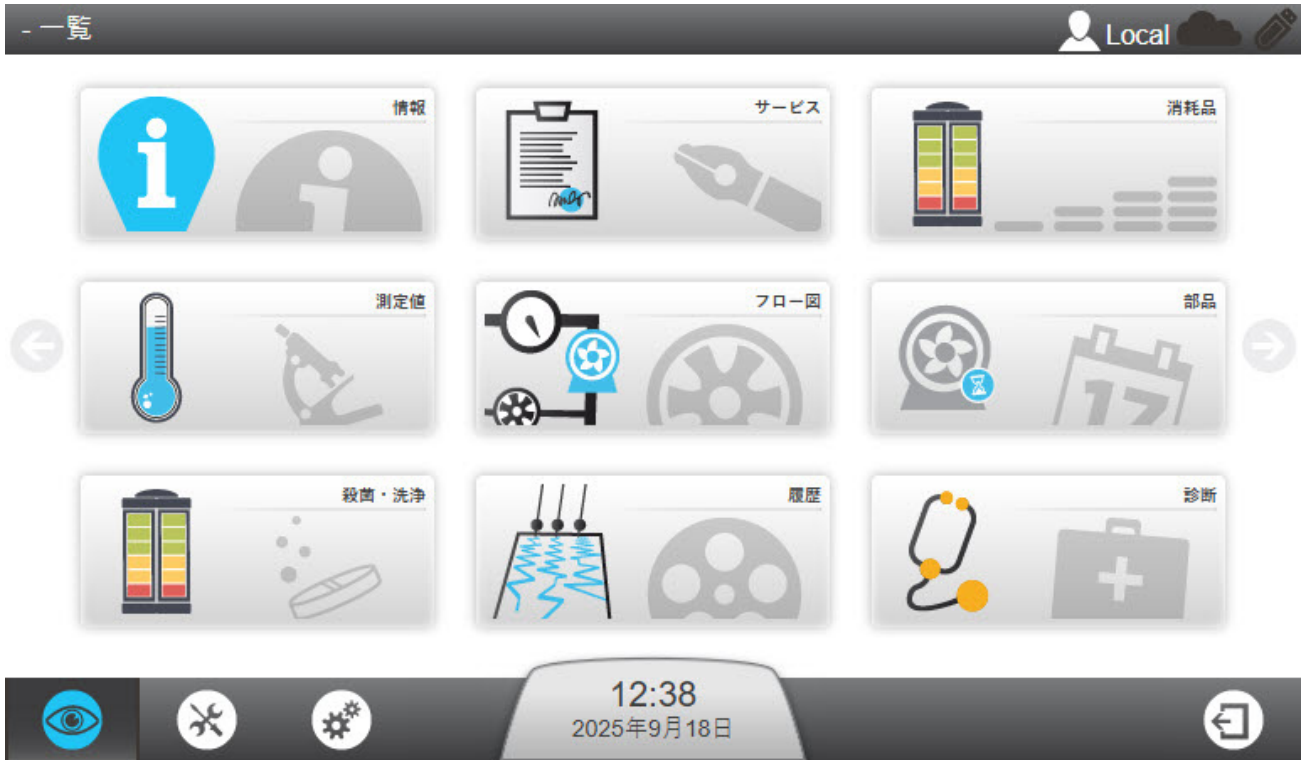 - 一覧
Local
情報
サービス
消耗品
測定値
フロー図
部品
17
殺菌・洗浄
履歴
診断
12:38
2025年9月18日